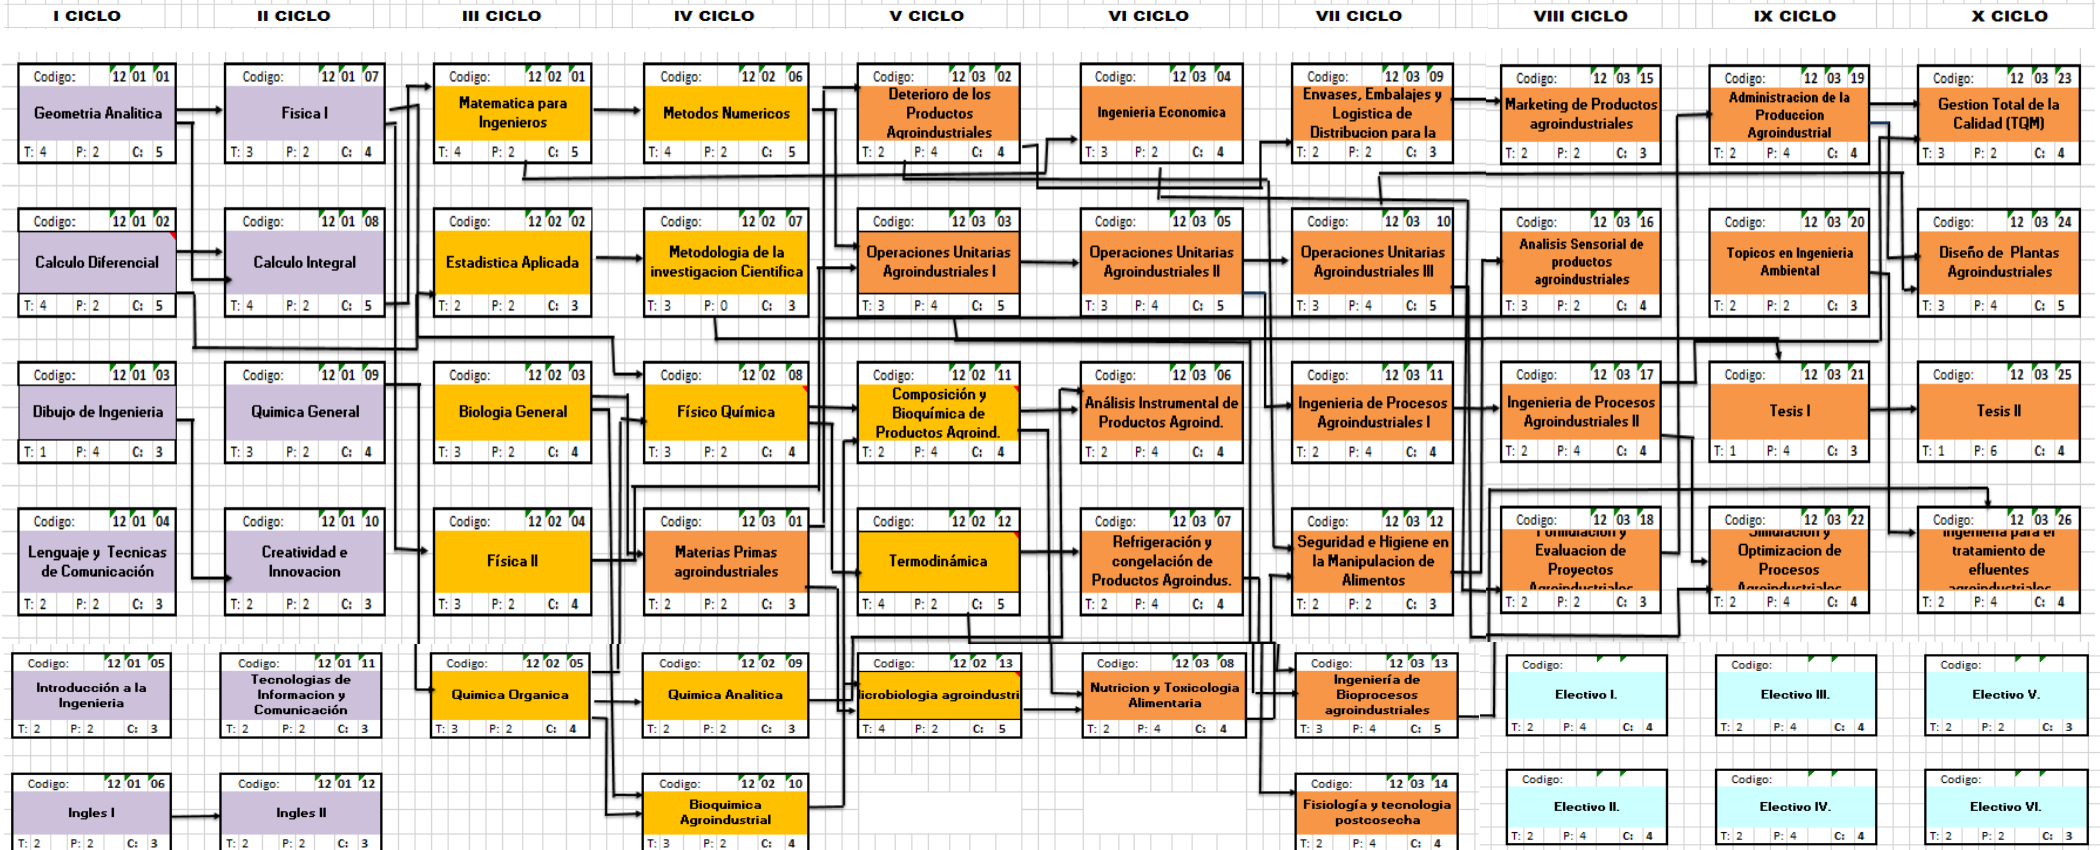 I CICLO
II CICLO
III CICLO
IV CICLO
V CICLO
VI CICLO
VII CICLO
VIII CICLO
IX CICLO
X CICLO
Codigo: 12 01 01
Geometria Analitica
T: 4 P: 2 C: 5
Codigo: 12 01 07
Fisica I
T: 3 P: 2 C: 4
Codigo: 12 02 01
Matematica para
Ingenieros
T: 4 P: 2 C: 5
Codigo: 12 02 06
Metodos Numericos
T: 4 P: 2 C: 5
Codigo: 12 03 02
Deterioro de los
Productos
Agroindustriales
T: 2 P: 4 C: 4
Codigo: 12 03 04
Ingenieria Economica
T: 3 P: 2 C: 4
Codigo: 12 03 09
Envases, Embalajes y
Logistica de
Distribucion para la
T: 2 P: 2 C: 3
Codigo: 12 03 15
Marketing de Productos
agroindustriales
T: 2 P: 2 C: 3
Codigo: 12 03 19
Administracion de la
Produccion
Agroindustrial
T: 2 P: 4 C: 4
Codigo: 12 03 23
Gestion Total de la
Calidad (TQM)
T: 3 P: 2 C: 4
Codigo: 12 01 02
Calculo Diferencial
T: 4 P: 2 C: 5
Codigo: 12 01 08
Calculo Integral
T: 4 P: 2 C: 5
Codigo: 12 02 02
Estadistica Aplicada
T: 2 P: 2 C: 3
Codigo: 12 02 07
Metodologia de la
investigacion Cientifica
T: 3 P: 0 C: 3
Codigo: 12 03 03
Operaciones Unitarias
Agroindustriales I
T: 3 P: 4 C: 5
Codigo: 12 03 05
Operaciones Unitarias
Agroindustriales II
T: 3 P: 4 C: 5
Codigo: 12 03 10
Operaciones Unitarias
Agroindustriales III
T: 3 P: 4 C: 5
Codigo: 12 03 16
Analisis Sensorial de
productos
agroindustriales
T: 3 P: 2 C: 4
Codigo: 12 03 20
Topicos en Ingenieria
Ambiental
T: 2 P: 2 C: 3
Codigo: 12 03 24
Diseño de Plantas
Agroindustriales
T: 3 P: 4 C: 5
Codigo: 12 01 03
Dibujo de Ingenieria
T: 1 P: 4 C: 3
Codigo: 12 01 09
Quimica General
T: 3 P: 2 C: 4
Codigo: 12 02 03
Biologia General
T: 3 P: 2 C: 4
Codigo: 12 02 08
Físico Química
T: 3 P: 2 C: 4
Codigo: 12 02 11
Composición y
Bioquímica de
Productos Agroind.
T: 2 P: 4 C: 4
Codigo: 12 03 06
Análisis Instrumental de
Productos Agroind.
T: 2 P: 4 C: 4
Codigo: 12 03 11
Ingenieria de Procesos
Agroindustriales I
T: 2 P: 4 C: 4
Codigo: 12 03 17
Ingenieria de Procesos
Agroindustriales II
T: 2 P: 4 C: 4
Codigo: 12 03 21
Tesis I
T: 1 P: 4 C: 3
Codigo: 12 03 25
Tesis II
T: 1 P: 6 C: 4
Codigo: 12 01 04
Lenguaje y Tecnicas
de Comunicación
T: 2 P: 2 C: 3
Codigo: 12 01 10
Creatividad e
Innovacion
T: 2 P: 2 C: 3
Codigo: 12 02 04
Física II
T: 3 P: 2 C: 4
Codigo: 12 03 01
Materias Primas
agroindustriales
T: 2 P: 2 C: 3
Codigo: 12 02 12
Termodinámica
T: 4 P: 2 C: 5
Codigo: 12 03 07
Refrigeración y
congelación de
Productos Agroindus.
T: 2 P: 4 C: 4
Codigo: 12 03 12
Seguridad e Higiene en
la Manipulacion de
Alimentos
T: 2 P: 2 C: 3
Codigo: 12 03 18
Formulacion y
Evaluacion de
Proyectos
Agroindustriales
T: 2 P: 2 C: 3
Codigo: 12 03 22
Simulacion y
Optimizacion de
Procesos
Agroindustriales
T: 2 P: 4 C: 4
Codigo: 12 03 26
Ingenieria para el
tratamiento de
efluentes
agroindustriales
T: 2 P: 4 C: 4
Codigo: 12 01 05
Introducción a la
Ingenieria
T: 2 P: 2 C: 3
Codigo: 12 01 11
Tecnologias de
Informacion y
Comunicación
T: 2 P: 2 C: 3
Codigo: 12 02 05
Quimica Organica
T: 3 P: 2 C: 4
Codigo: 12 02 09
Quimica Analitica
T: 2 P: 2 C: 3
Codigo: 12 02 13
icrobiologia agroindustri
T: 4 P: 2 C: 5
Codigo: 12 03 08
Nutricion y Toxicologia
Alimentaria
T: 2 P: 4 C: 4
Codigo: 12 03 13
Ingeniería de
Bioprocesos
agroindustriales
T: 3 P: 4 C: 5
Codigo:
Electivo I.
T: 2 P: 4 C: 4
Codigo:
Electivo III.
T: 2 P: 4 C: 4
Codigo:
Electivo V.
T: 2 P: 2 C: 3
Codigo: 12 01 06
Ingles I
T: 2 P: 2 C: 3
Codigo: 12 01 12
Ingles II
T: 2 P: 2 C: 3
Codigo: 12 02 10
Bioquimica
Agroindustrial
T: 3 P: 2 C: 4
Codigo: 12 03 14
Fisiología y tecnologia
postcosecha
T: 2 P: 4 C: 4
Codigo:
Electivo II.
T: 2 P: 4 C: 4
Codigo:
Electivo IV.
T: 2 P: 4 C: 4
Codigo:
Electivo VI.
T: 2 P: 2 C: 3